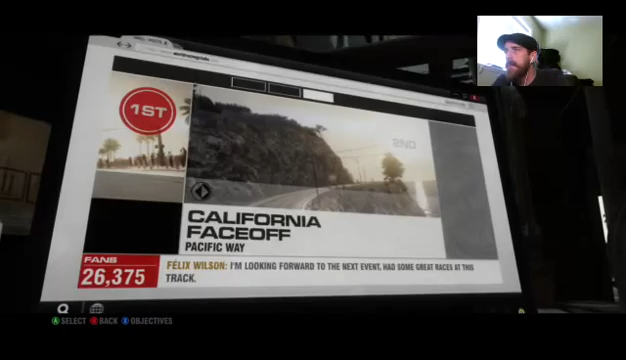 1ST
2ND
CALIFORNIA
FACEOFF
PACIFIC WAY
FANS
26,375
FÉLIX WILSON: I'M LOOKING FORWARD TO THE NEXT EVENT, HAD SOME GREAT RACES AT THIS
TRACK.
A SELECT B BACK X OBJECTIVES